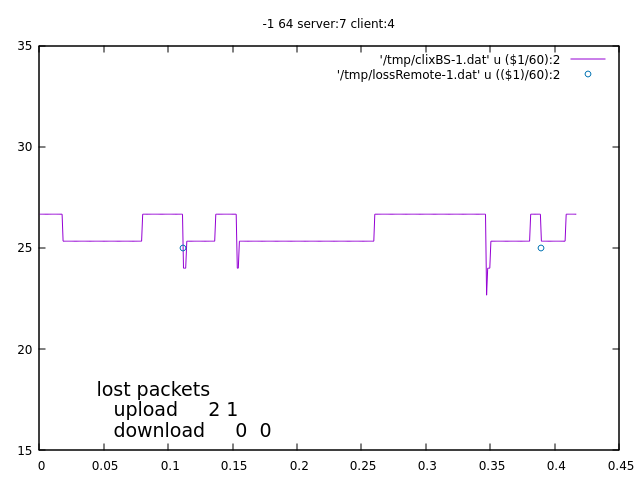 -1 64 server:7 client:4
'/tmp/clixBS-1.dat' u ($1/60):2
'/tmp/lossRemote-1.dat' u (($1)/60):2
35
30
25
20
15
lost packets
upload 2 1
download 0 0
0 0.05 0.1 0.15 0.2 0.25 0.3 0.35 0.4 0.45